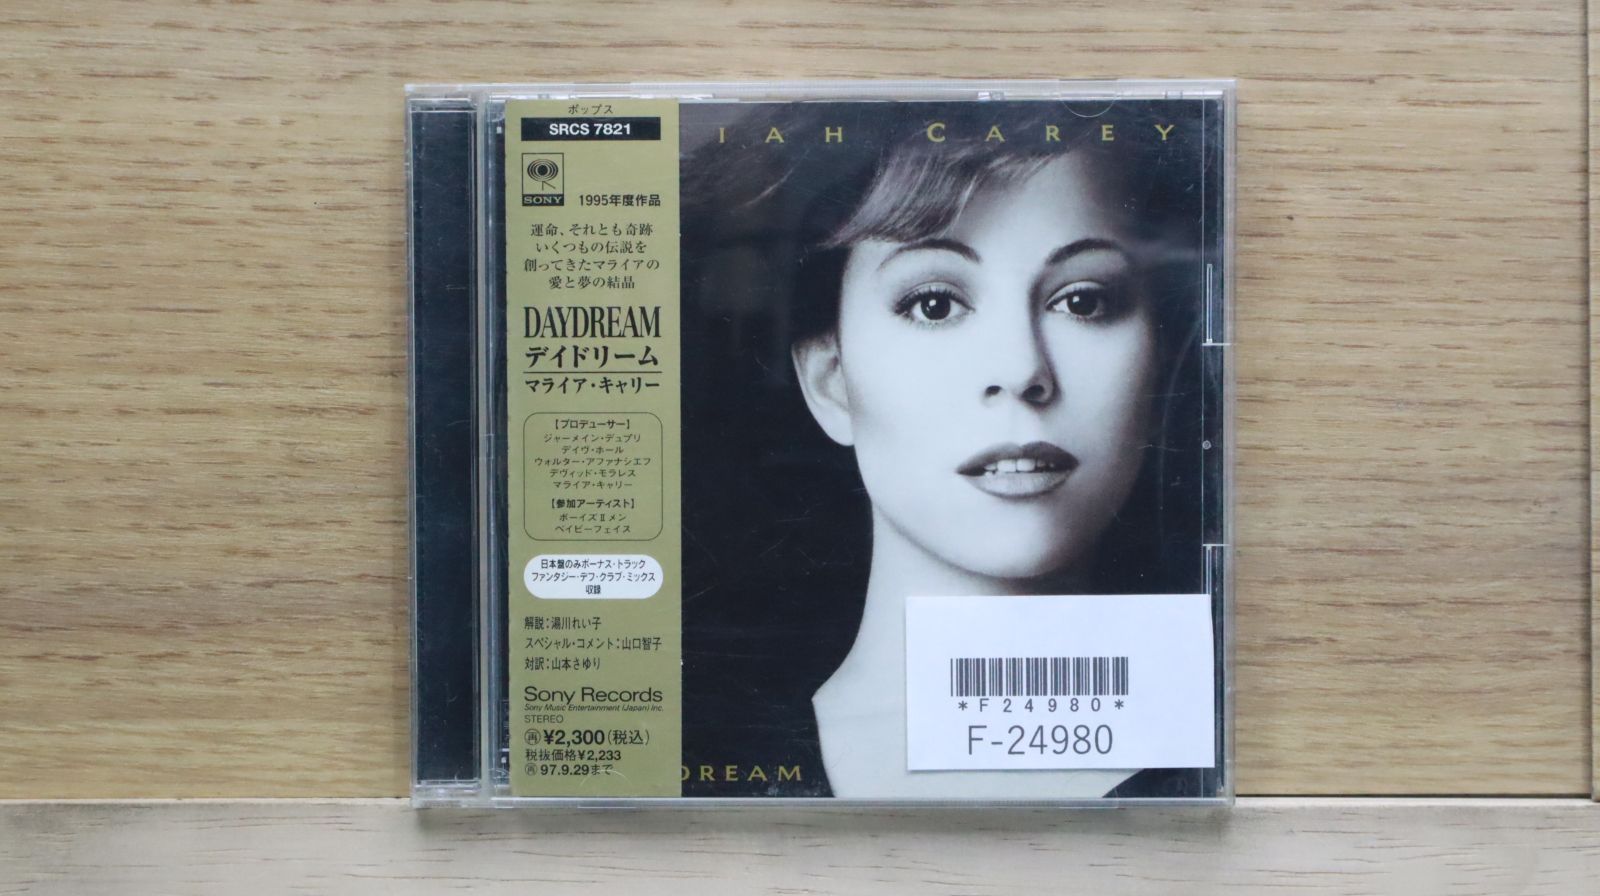 ポップス
SRCS 7821
SONY
1995年度作品
運命、それとも奇跡
いくつもの伝説を
創ってきたマライアの
愛と夢の結晶
DAYDREAM
デイドリーム
マライア・キャリー
【プロデューサー】
ジャーメイン・デュプリ
デイヴ・ホール
ウォルター・アファナシエフ
デヴィッド・モラレス
マライア・キャリー
【参加アーティスト】
ボーイズⅡメン
ベイビーフェイス
日本盤のみボーナス・トラック
ファンタジー・デフ・クラブ・ミックス
収録
解説：湯川れい子
スペシャル・コメント：山口智子
対訳：山本さゆり
Sony Records
Sony Music Entertainment (Japan) Inc.
STEREO
㊢¥2,300(税込)
税抜価格¥2,233
97.9.29まで
IAH CAREY
DREAM
*F24980*
F-24980